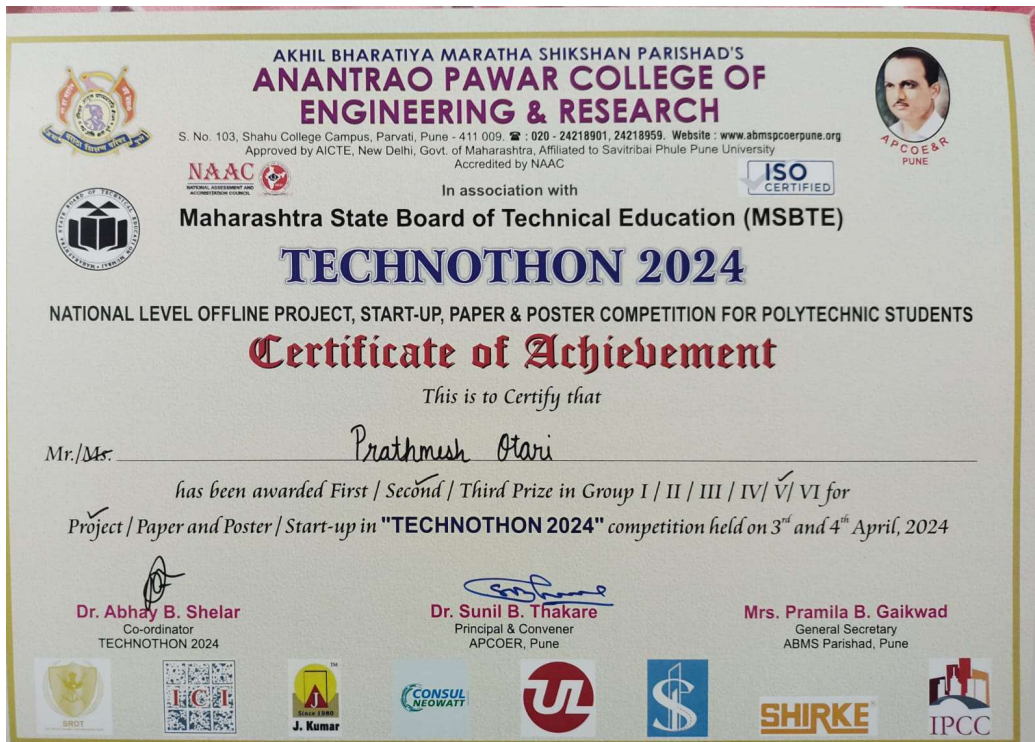 AKHIL BHARATIYA MARATHA SHIKSHAN PARISHAD'S
ANANTRAO PAWAR COLLEGE OF
ENGINEERING & RESEARCH
S. No. 103, Shahu College Campus, Parvati, Pune - 411 009. ☎ : 020 - 24218901, 24218959. Website : www.abmspcoerpune.org
Approved by AICTE, New Delhi, Govt. of Maharashtra, Affiliated to Savitribai Phule Pune University
Accredited by NAAC
APCOE&R
PUNE
NAAC
NATIONAL ASSESSMENT AND
ACCREDITATION COUNCIL
ISO
CERTIFIED
In association with
Maharashtra State Board of Technical Education (MSBTE)
TECHNOTHON 2024
NATIONAL LEVEL OFFLINE PROJECT, START-UP, PAPER & POSTER COMPETITION FOR POLYTECHNIC STUDENTS
Certificate of Achievement
This is to Certify that
Mr./Ms. Prathmesh Otari
has been awarded First / Second / Third Prize in Group I / II / III / IV/ V/ VI for
Project / Paper and Poster / Start-up in "TECHNOTHON 2024" competition held on 3rd and 4th April, 2024
Dr. Abhay B. Shelar
Co-ordinator
TECHNOTHON 2024
Dr. Sunil B. Thakare
Principal & Convener
APCOER, Pune
Mrs. Pramila B. Gaikwad
General Secretary
ABMS Parishad, Pune
SRDT
ICI
J
Since 1980
J. Kumar
CONSUL
NEOWATT
UL
SHIRKE
IPCC